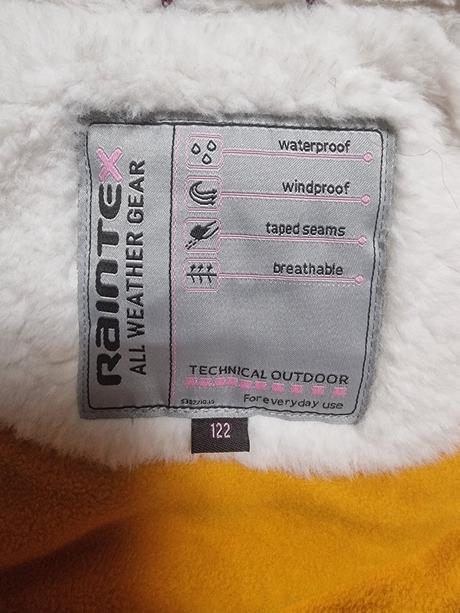 RAINTEX
ALL WEATHER GEAR
waterproof
windproof
taped seams
breathable
TECHNICAL OUTDOOR
For everyday use
122